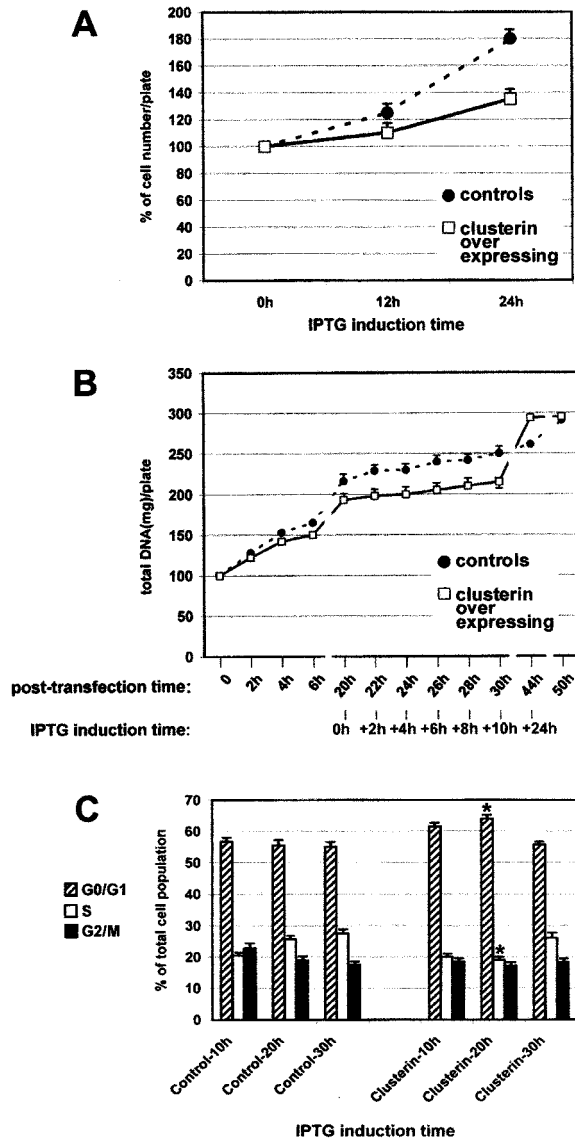 A
200
180
160
140
120
100
80
60
40
20
0
% of cell number/plate
controls
clusterin
over
expressing
0h 12h 24h
IPTG induction time
B
350
300
250
200
150
100
50
0
total DNA(mg)/plate
controls
clusterin
over
expressing
post-transfection time: 0 2h 4h 6h 20h 22h 24h 26h 28h 30h 44h 50h
IPTG induction time: 0h +2h +4h +6h +8h +10h +24h
C
70
60
50
40
30
20
10
0
% of total cell population
G0/G1
S
G2/M
*
*
Control-10h Control-20h Control-30h Clusterin-10h Clusterin-20h Clusterin-30h
IPTG induction time